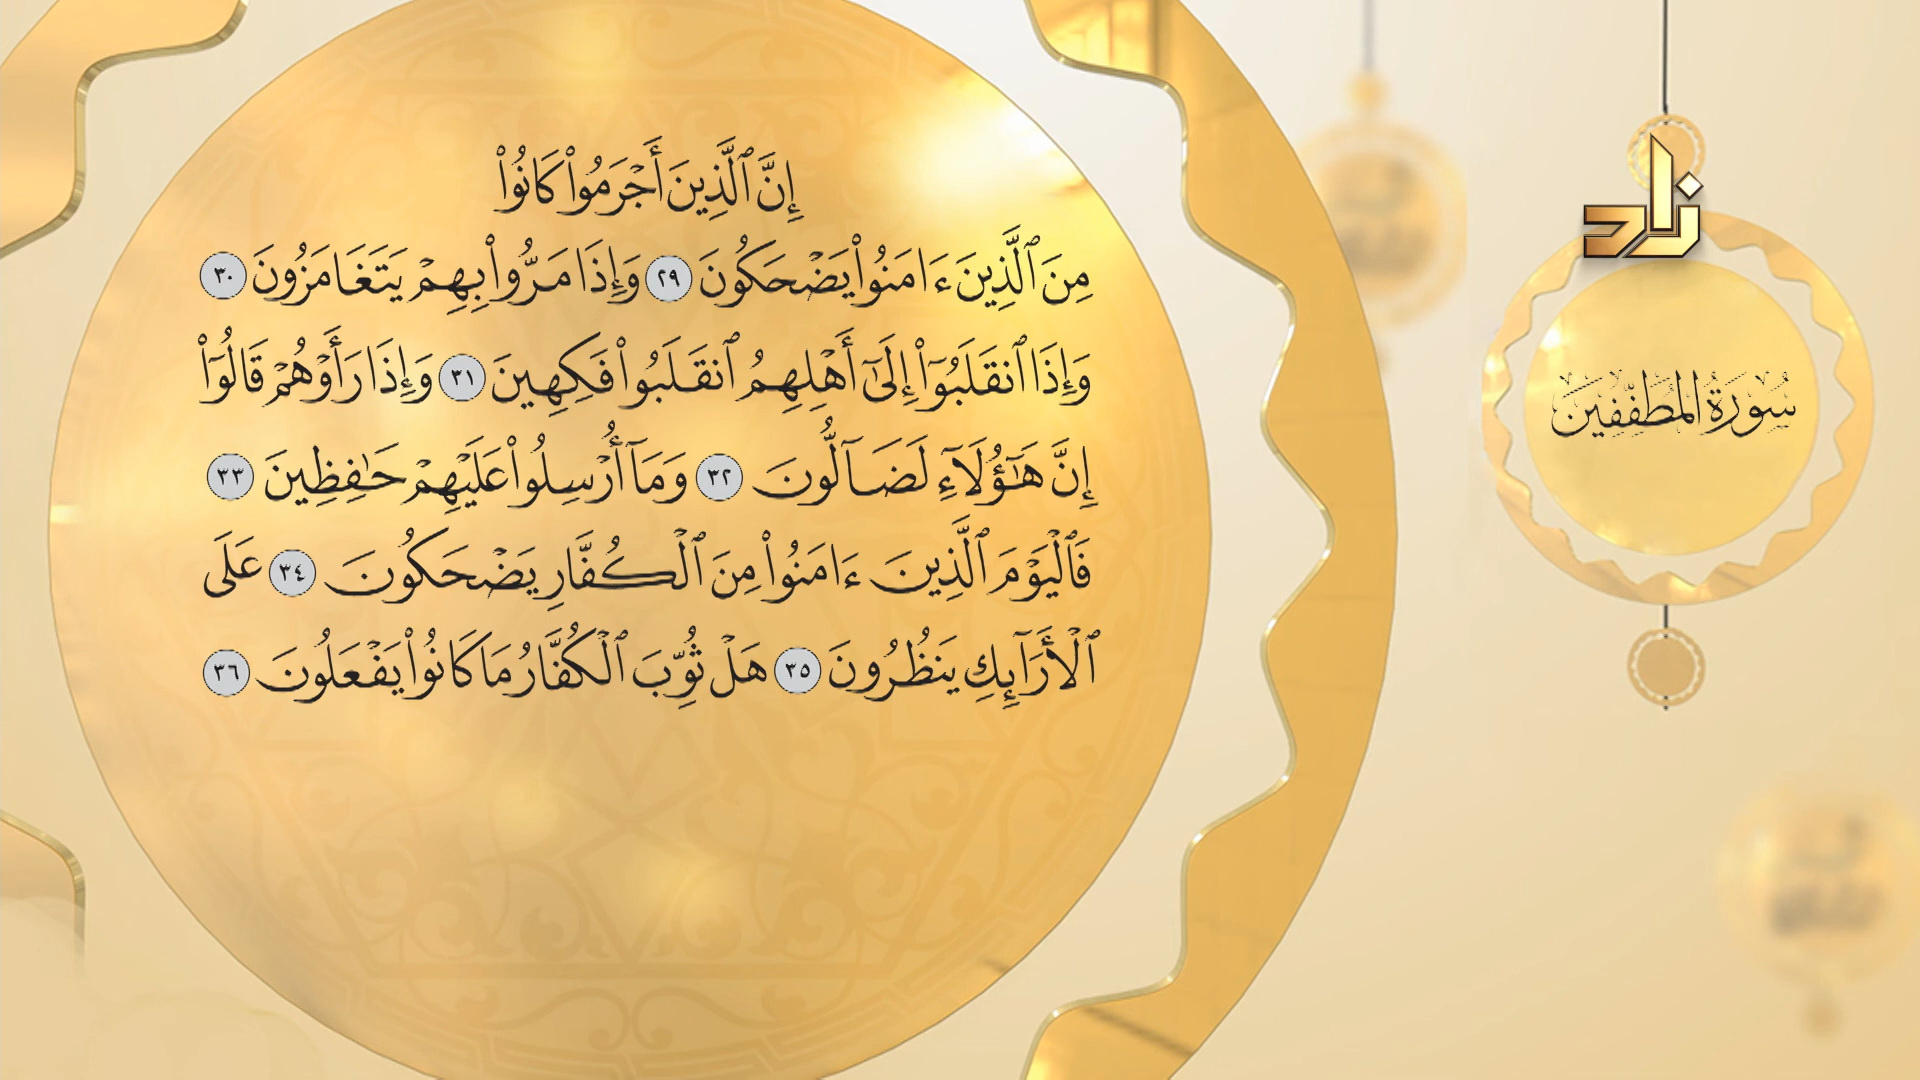 إِنَّ ٱلَّذِينَ أَجْرَمُوا۟ كَانُوا۟
مِنَ ٱلَّذِينَ ءَامَنُوا۟ يَضْحَكُونَ ٢٩ وَإِذَا مَرُّوا۟ بِهِمْ يَتَغَامَزُونَ ٣٠
وَإِذَا ٱنقَلَبُوٓا۟ إِلَىٰٓ أَهْلِهِمُ ٱنقَلَبُوا۟ فَكِهِينَ ٣١ وَإِذَا رَأَوْهُمْ قَالُوٓا۟
إِنَّ هَـٰٓؤُلَآءِ لَضَآلُّونَ ٣٢ وَمَآ أُرْسِلُوا۟ عَلَيْهِمْ حَـٰفِظِينَ ٣٣
فَٱلْيَوْمَ ٱلَّذِينَ ءَامَنُوا۟ مِنَ ٱلْكُفَّارِ يَضْحَكُونَ ٣٤ عَلَى
ٱلْأَرَآئِكِ يَنظُرُونَ ٣٥ هَلْ ثُوِّبَ ٱلْكُفَّارُ مَا كَانُوا۟ يَفْعَلُونَ ٣٦
زاد
سُورَةُ المُطَفِّفِينَ